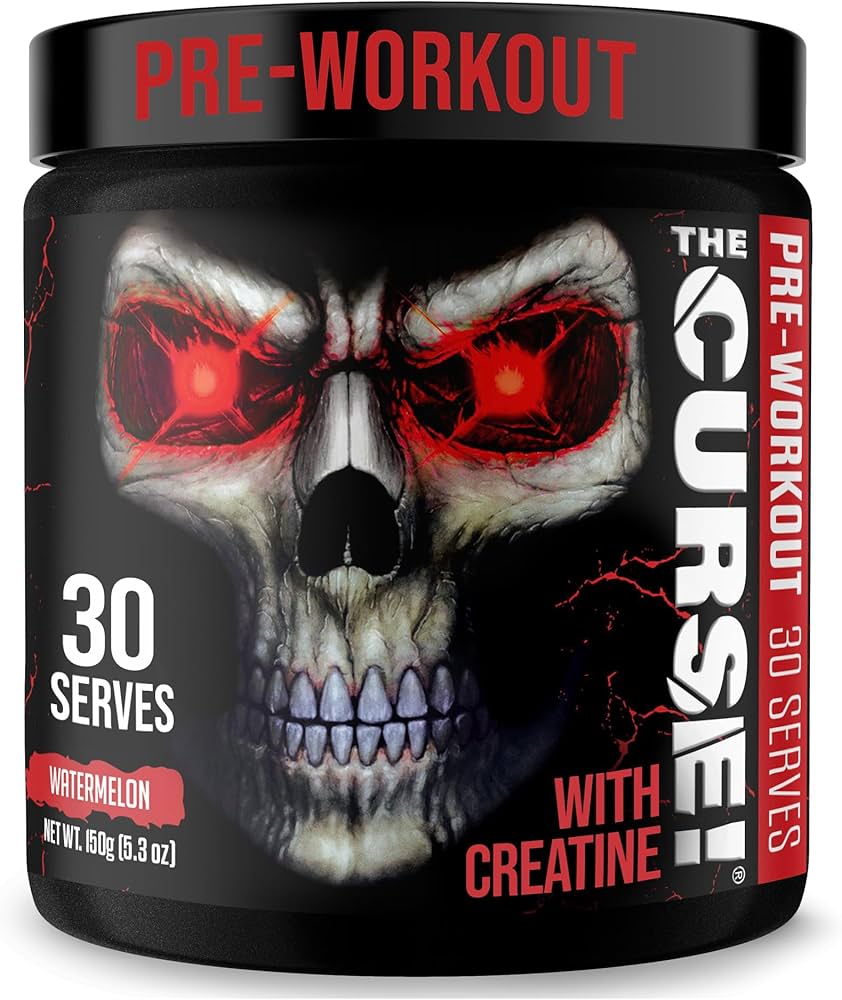 PRE-WORKOUT
THE
CURSE!®
PRE-WORKOUT 30 SERVES
30
SERVES
WATERMELON
NET WT. 150g (5.3 oz)
WITH
CREATINE